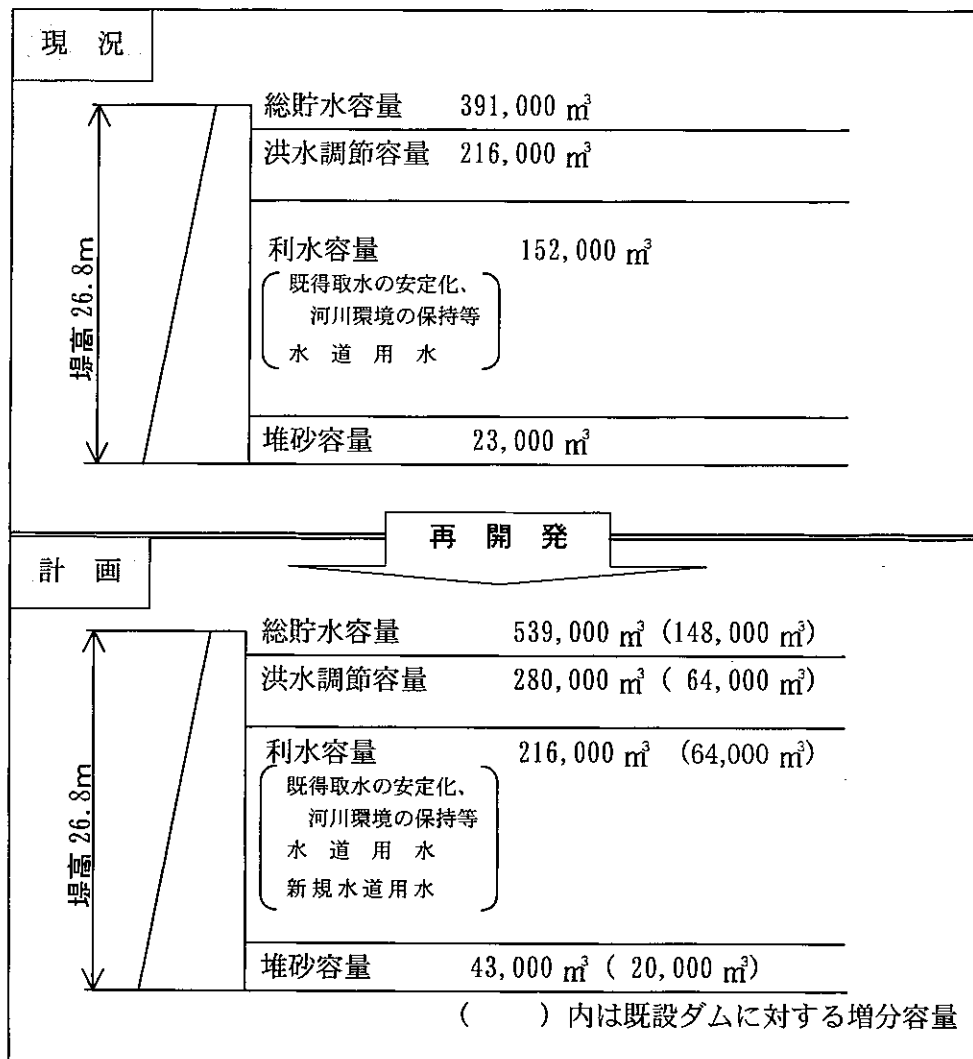 現 況
総貯水容量 391,000 ㎥
洪水調節容量 216,000 ㎥
利水容量 152,000 ㎥
既得取水の安定化、
河川環境の保持等
水 道 用 水
堤高 26.8m
堆砂容量 23,000 ㎥
再 開 発
計 画
総貯水容量 539,000 ㎥ (148,000 ㎥)
洪水調節容量 280,000 ㎥ ( 64,000 ㎥)
利水容量 216,000 ㎥ (64,000 ㎥)
既得取水の安定化、
河川環境の保持等
水 道 用 水
新規水道用水
堤高 26.8m
堆砂容量 43,000 ㎥ ( 20,000 ㎥)
( ) 内は既設ダムに対する増分容量